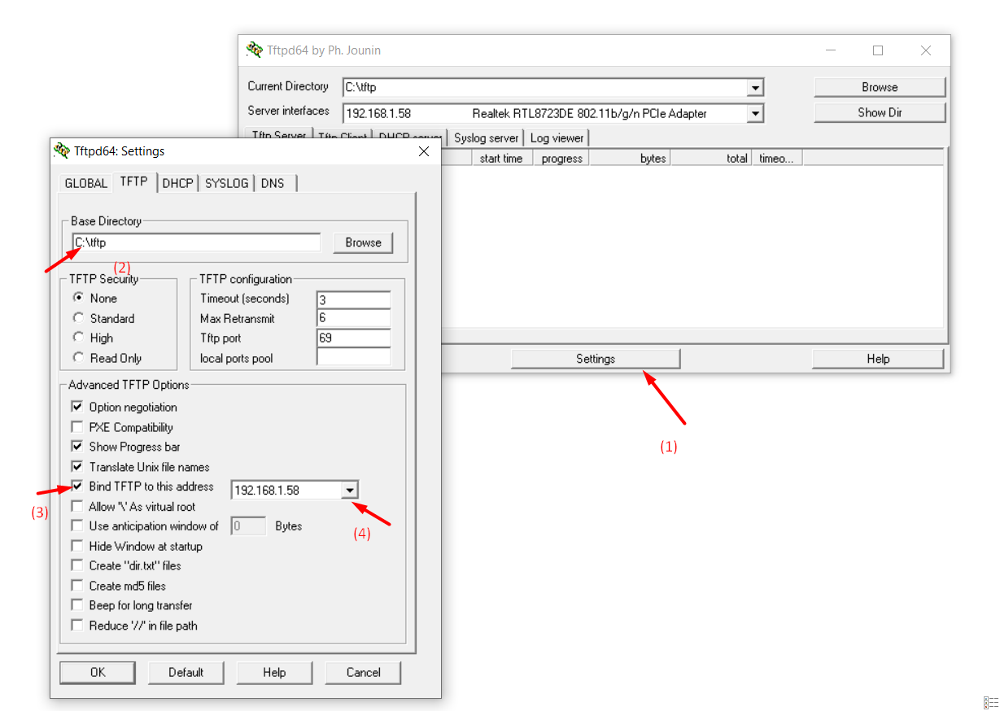 Tftpd64 by Ph. Jounin
Current Directory C:\tftp Browse
Server interfaces 192.168.1.58 Realtek RTL8723DE 802.11b/g/n PCIe Adapter Show Dir
Tftp Server Tftp Client DHCP server Syslog server Log viewer
start time progress bytes total timeo...
Settings Help
(1)
Tftpd64: Settings
GLOBAL TFTP DHCP SYSLOG DNS
Base Directory
C:\tftp Browse
(2)
TFTP Security
None
Standard
High
Read Only
TFTP configuration
Timeout (seconds) 3
Max Retransmit 6
Tftp port 69
local ports pool
Advanced TFTP Options
Option negotiation
PXE Compatibility
Show Progress bar
Translate Unix file names
Bind TFTP to this address 192.168.1.58
(3)
Allow '\' As virtual root
(4)
Use anticipation window of 0 Bytes
Hide Window at startup
Create "dir.txt" files
Create md5 files
Beep for long transfer
Reduce '//' in file path
OK Default Help Cancel